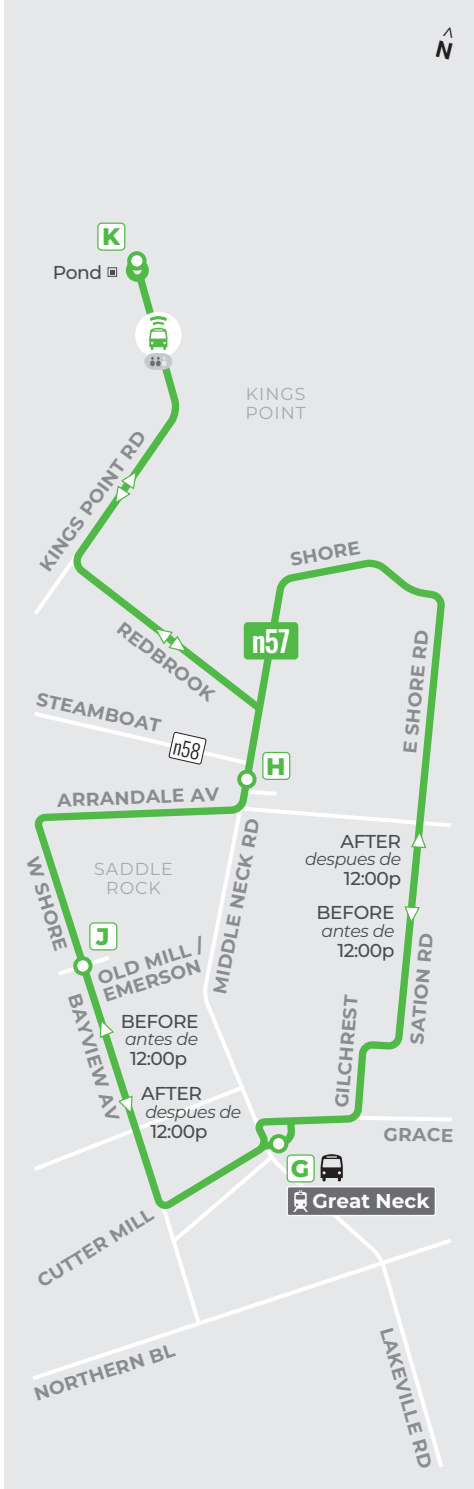 ^
N
K
Pond
KINGS
POINT
KINGS POINT RD
SHORE
n57
REDBROOK
E SHORE RD
STEAMBOAT
n58
H
ARRANDALE AV
AFTER
despues de
12:00p
SADDLE
ROCK
MIDDLE NECK RD
W SHORE
BEFORE
antes de
12:00p
J
OLD MILL /
EMERSON
SATION RD
BAYVIEW AV
BEFORE
antes de
12:00p
GILCHREST
AFTER
despues de
12:00p
GRACE
G
Great Neck
CUTTER MILL
NORTHERN BL
LAKEVILLE RD